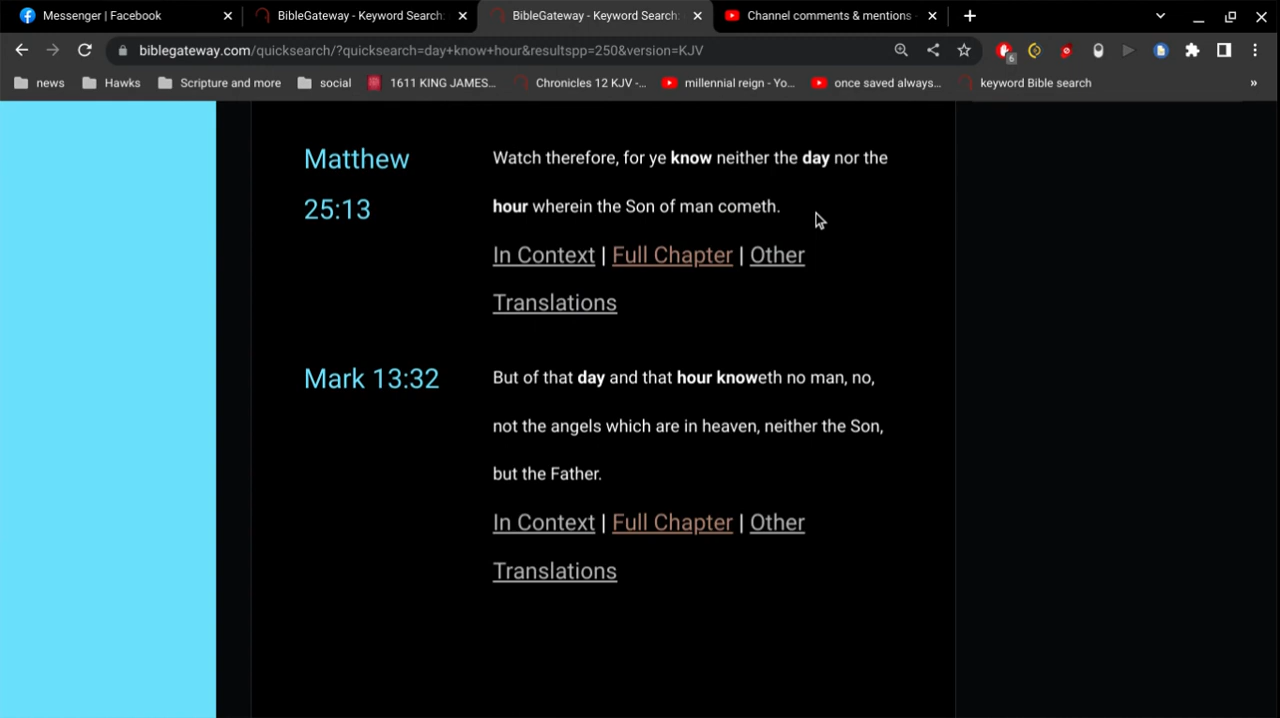 Messenger | Facebook
BibleGateway - Keyword Search:
BibleGateway - Keyword Search:
Channel comments & mentions -
biblegateway.com/quicksearch/?quicksearch=day+know+hour&resultspp=250&version=KJV
6
news
Hawks
Scripture and more
social
1611 KING JAMES...
Chronicles 12 KJV -...
millennial reign - Yo...
once saved always...
keyword Bible search
»
Matthew
25:13
Watch therefore, for ye know neither the day nor the
hour wherein the Son of man cometh.
In Context | Full Chapter | Other
Translations
Mark 13:32
But of that day and that hour knoweth no man, no,
not the angels which are in heaven, neither the Son,
but the Father.
In Context | Full Chapter | Other
Translations